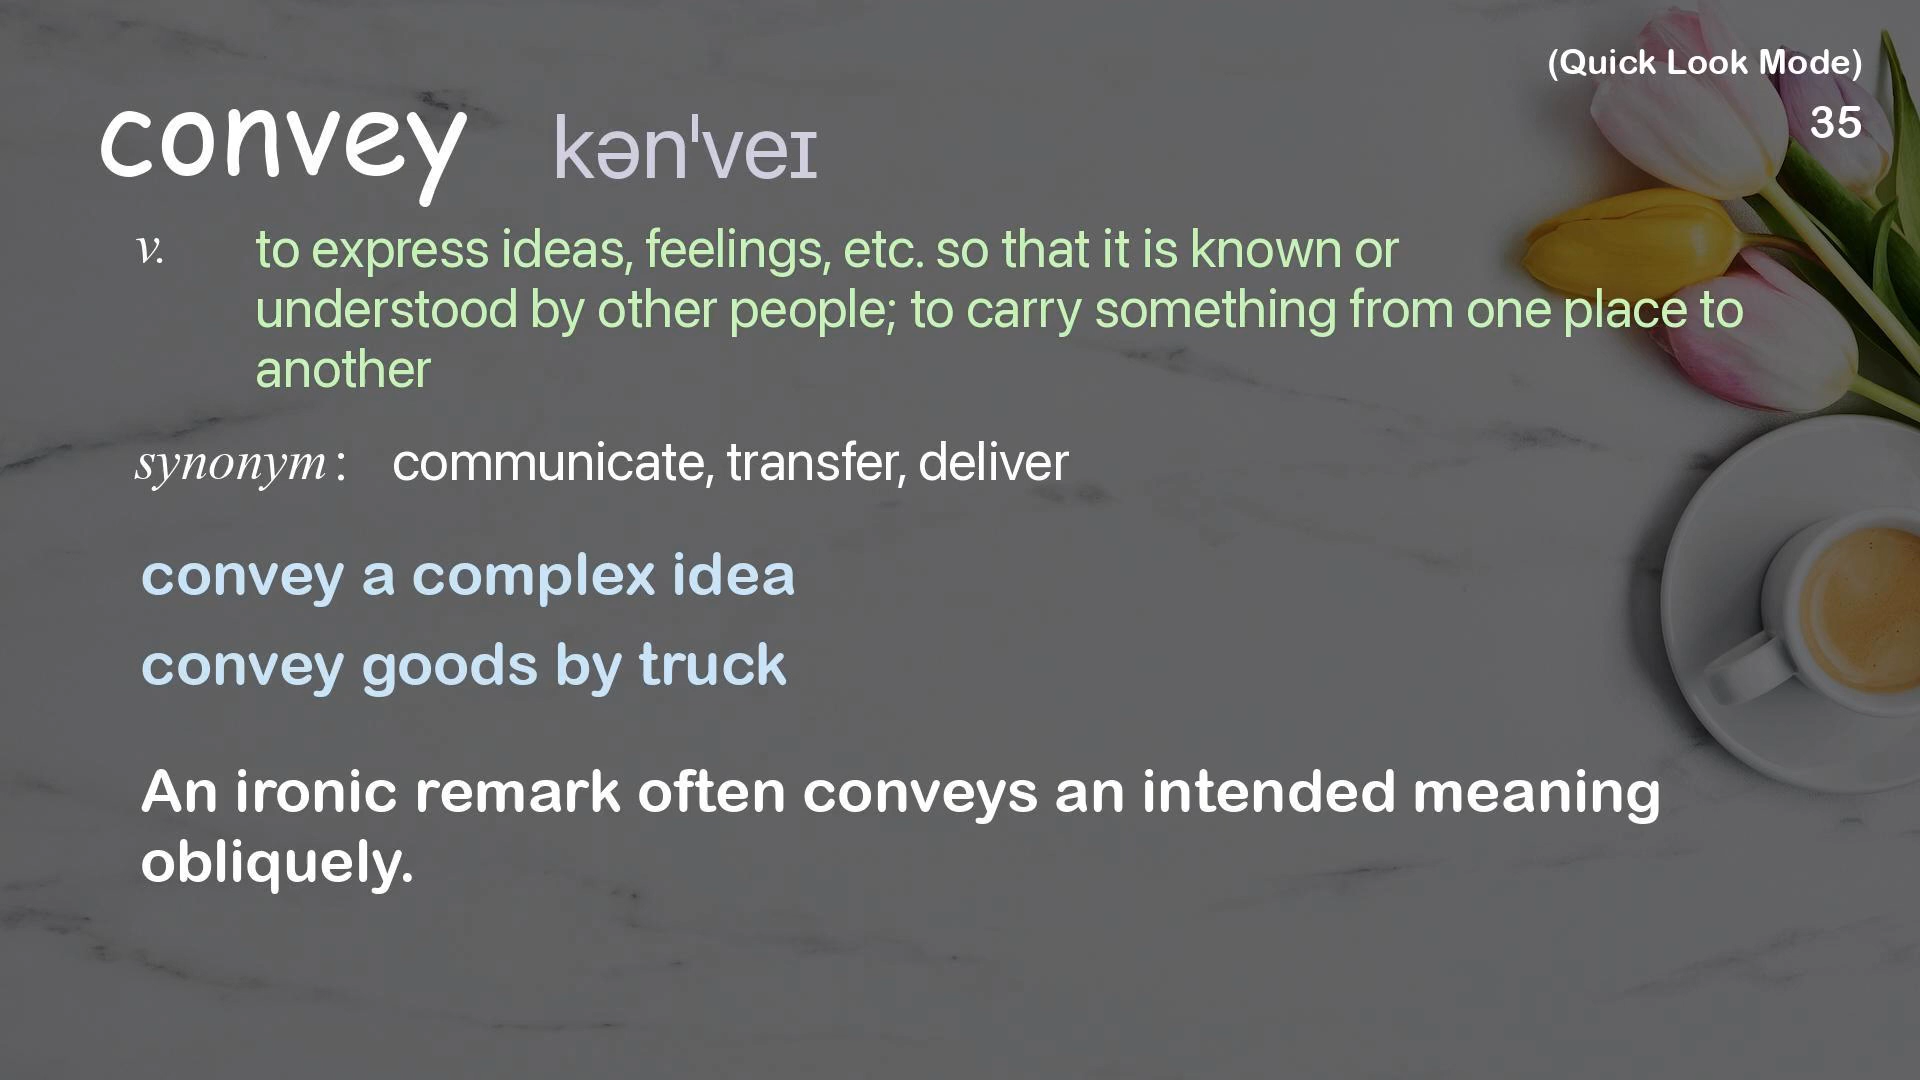 (Quick Look Mode)
35
convey kən'veɪ
v. to express ideas, feelings, etc. so that it is known or
understood by other people; to carry something from one place to
another
synonym: communicate, transfer, deliver
convey a complex idea
convey goods by truck
An ironic remark often conveys an intended meaning
obliquely.